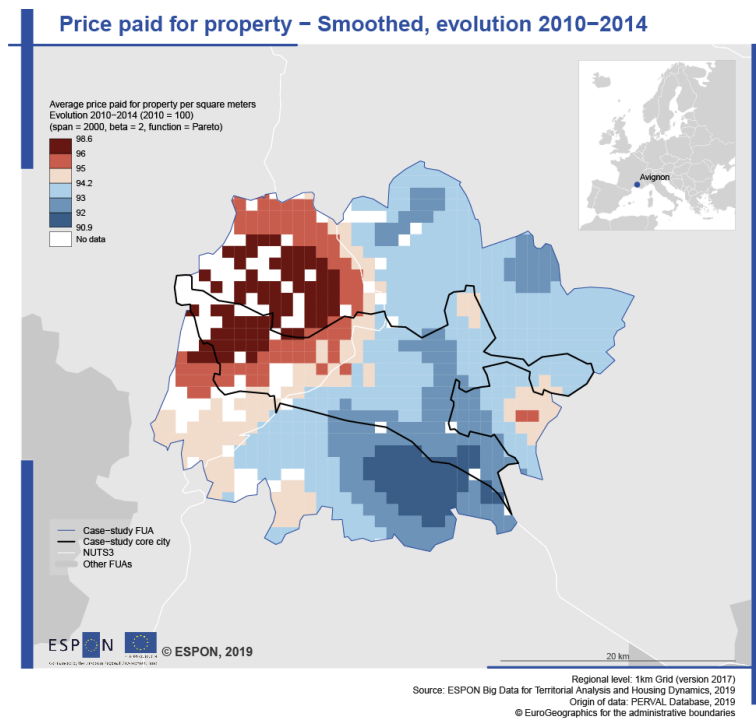 Price paid for property − Smoothed, evolution 2010−2014
Average price paid for property per square meters
Evolution 2010−2014 (2010 = 100)
(span = 2000, beta = 2, function = Pareto)
98.6
96
95
94.2
93
92
90.9
No data
Avignon
Case−study FUA
Case−study core city
NUTS3
Other FUAs
ESPON
© ESPON, 2019
20 km
Regional level: 1km Grid (version 2017)
Source: ESPON Big Data for Territorial Analysis and Housing Dynamics, 2019
Origin of data: PERVAL Database, 2019
© EuroGeographics for the administrative boundaries